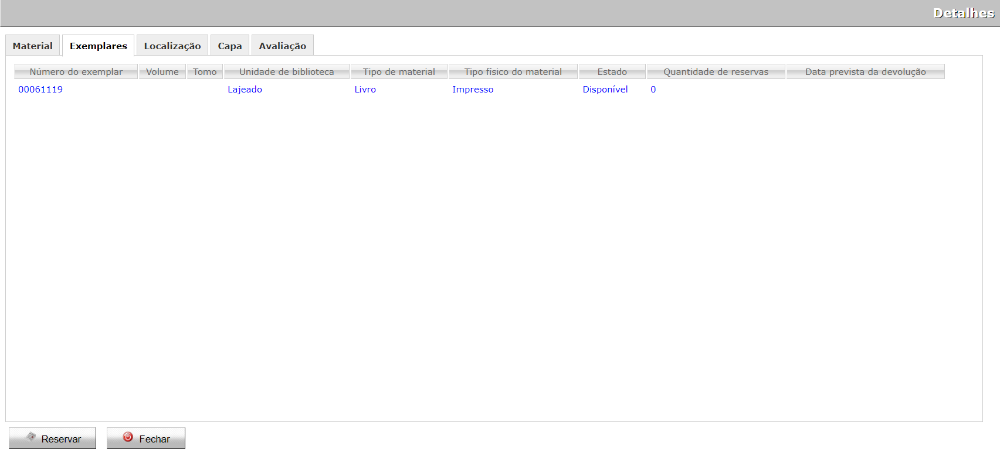 Detalhes
Material Exemplares Localização Capa Avaliação
Número do exemplar Volume Tomo Unidade de biblioteca Tipo de material Tipo físico do material Estado Quantidade de reservas Data prevista da devolução
00061119 Lajeado Livro Impresso Disponível 0
Reservar Fechar